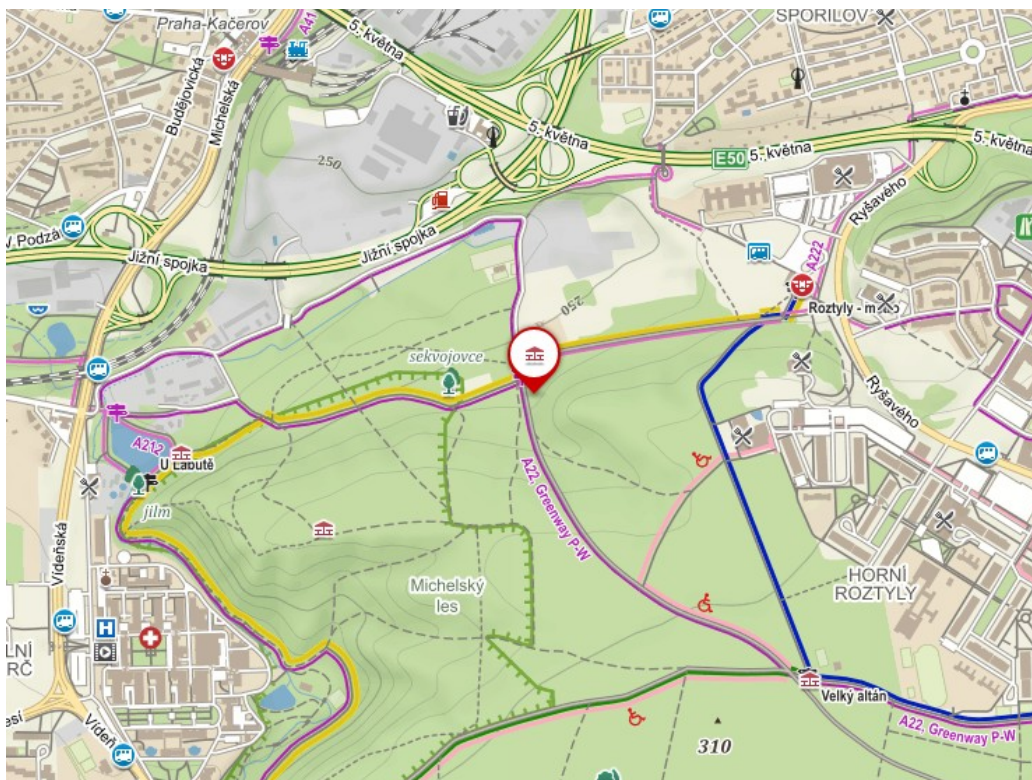 Praha-Kačerov
A41
5. května
SPOŘILOV
Budějovická
Michelská
250
5. května
E50
5. května
5. května
Ryšavého
V Podzá
Jižní spojka
Jižní spojka
A222
250
Roztyly - m
sekvojovce
Ryšavého
A212
U Labutě
jilm
A22, Greenway P-W
Vídeňská
Michelský
les
HORNÍ
ROZTYLY
H
LNÍ
RČ
Velký altán
A22, Greenway P-W
esí
Vídeň
310